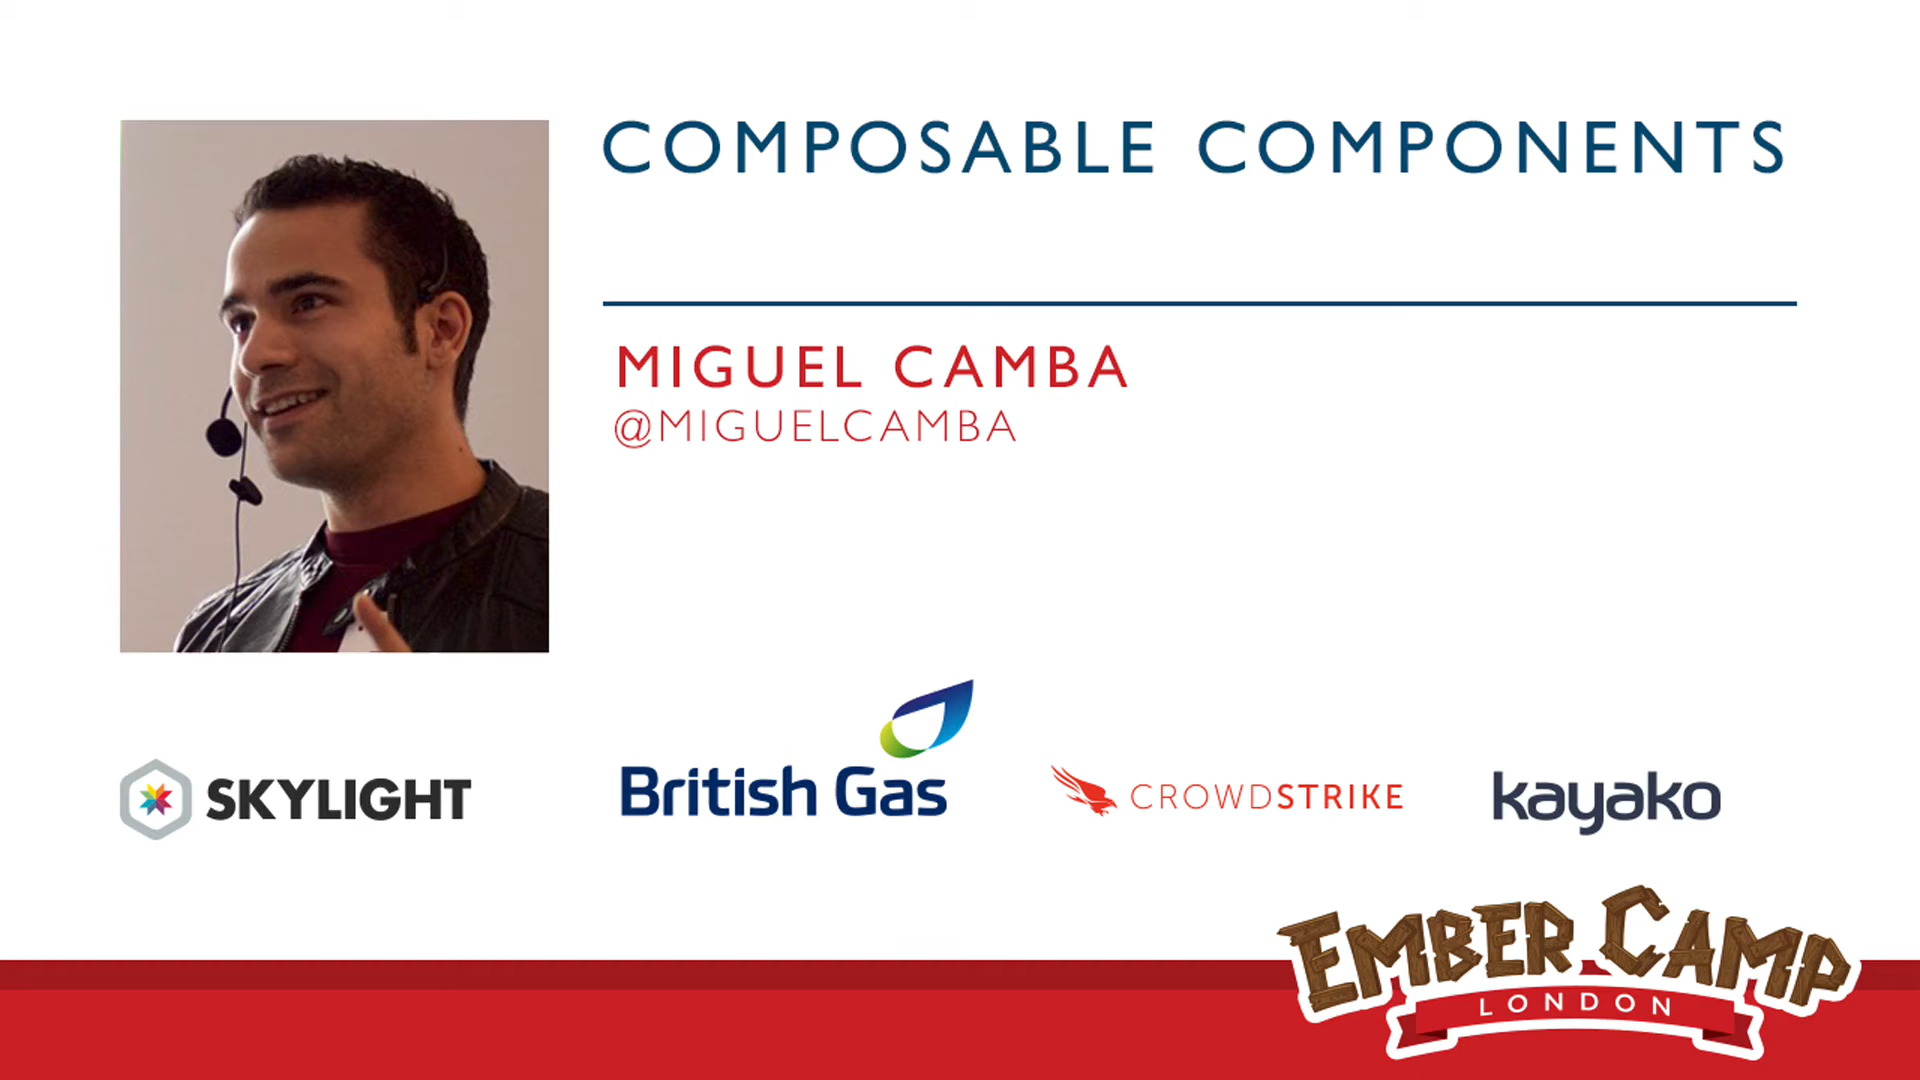 COMPOSABLE COMPONENTS
MIGUEL CAMBA
@MIGUELCAMBA
SKYLIGHT
British Gas
CROWDSTRIKE
kayako
EMBER CAMP
LONDON